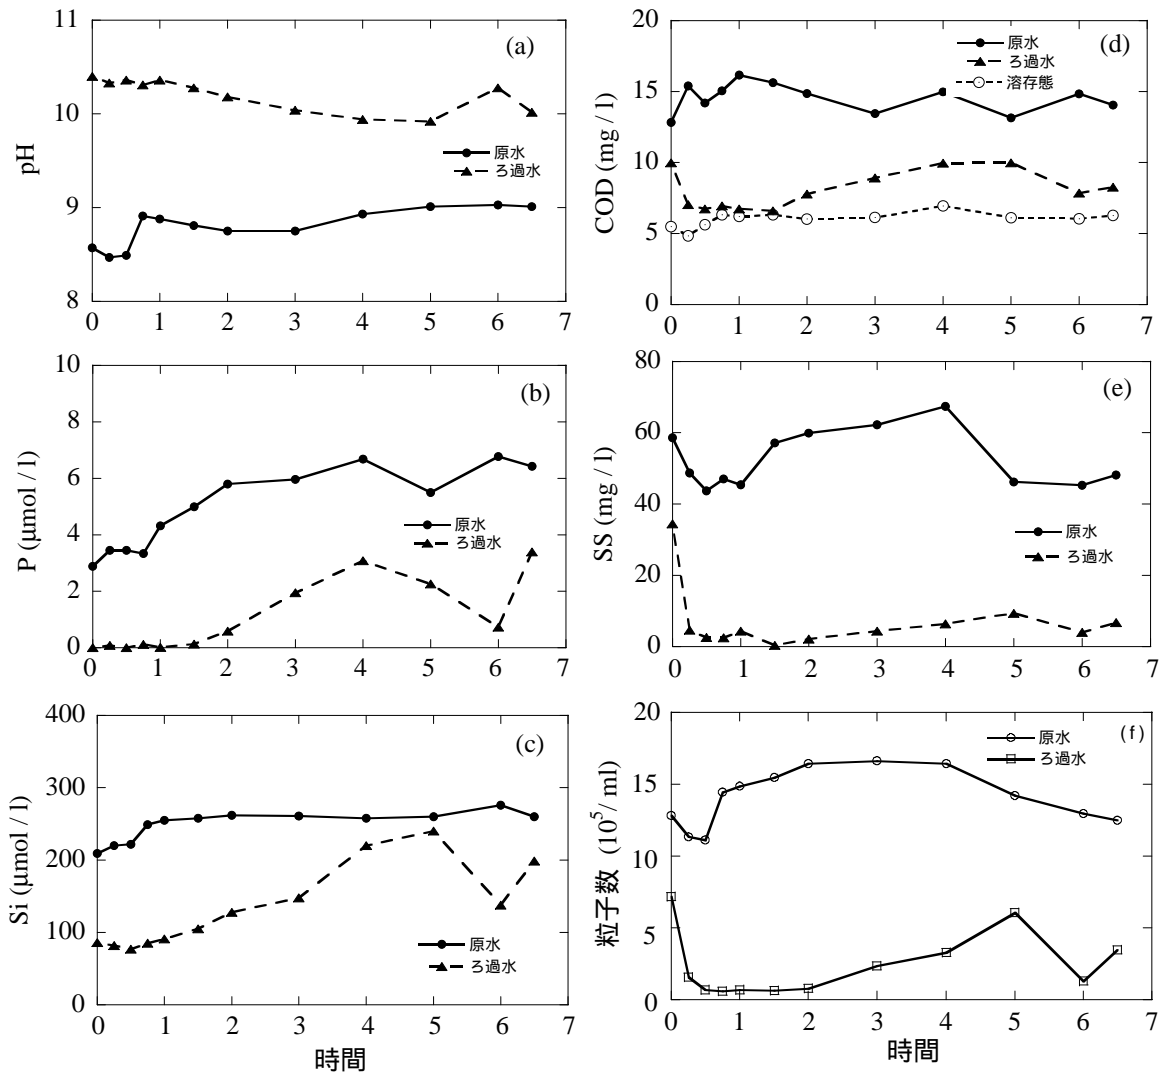 11
10
9
8
pH
(a)
原水
ろ過水
0 1 2 3 4 5 6 7
20
15
10
5
0
COD (mg / l)
(d)
原水
ろ過水
溶存態
0 1 2 3 4 5 6 7
10
8
6
4
2
0
P (μmol / l)
(b)
原水
ろ過水
0 1 2 3 4 5 6 7
80
60
40
20
0
SS (mg / l)
(e)
原水
ろ過水
0 1 2 3 4 5 6 7
400
300
200
100
0
Si (μmol / l)
(c)
原水
ろ過水
0 1 2 3 4 5 6 7
時間
20
15
10
5
0
粒子数 (10⁵/ ml)
(f)
原水
ろ過水
0 1 2 3 4 5 6 7
時間